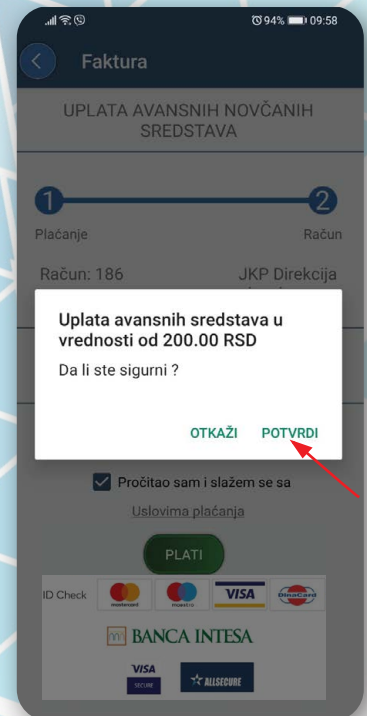 94% 09:58
Faktura
UPLATA AVANSNIH NOVČANIH
SREDSTAVA
1 2
Plaćanje Račun
Račun: 186 JKP Direkcija
Uplata avansnih sredstava u
vrednosti od 200.00 RSD
Da li ste sigurni ?
OTKAŽI POTVRDI
Pročitao sam i slažem se sa
Uslovima plaćanja
PLATI
ID Check mastercard maestro VISA DinaCard
BANCA INTESA
VISA
SECURE
ALLSECURE